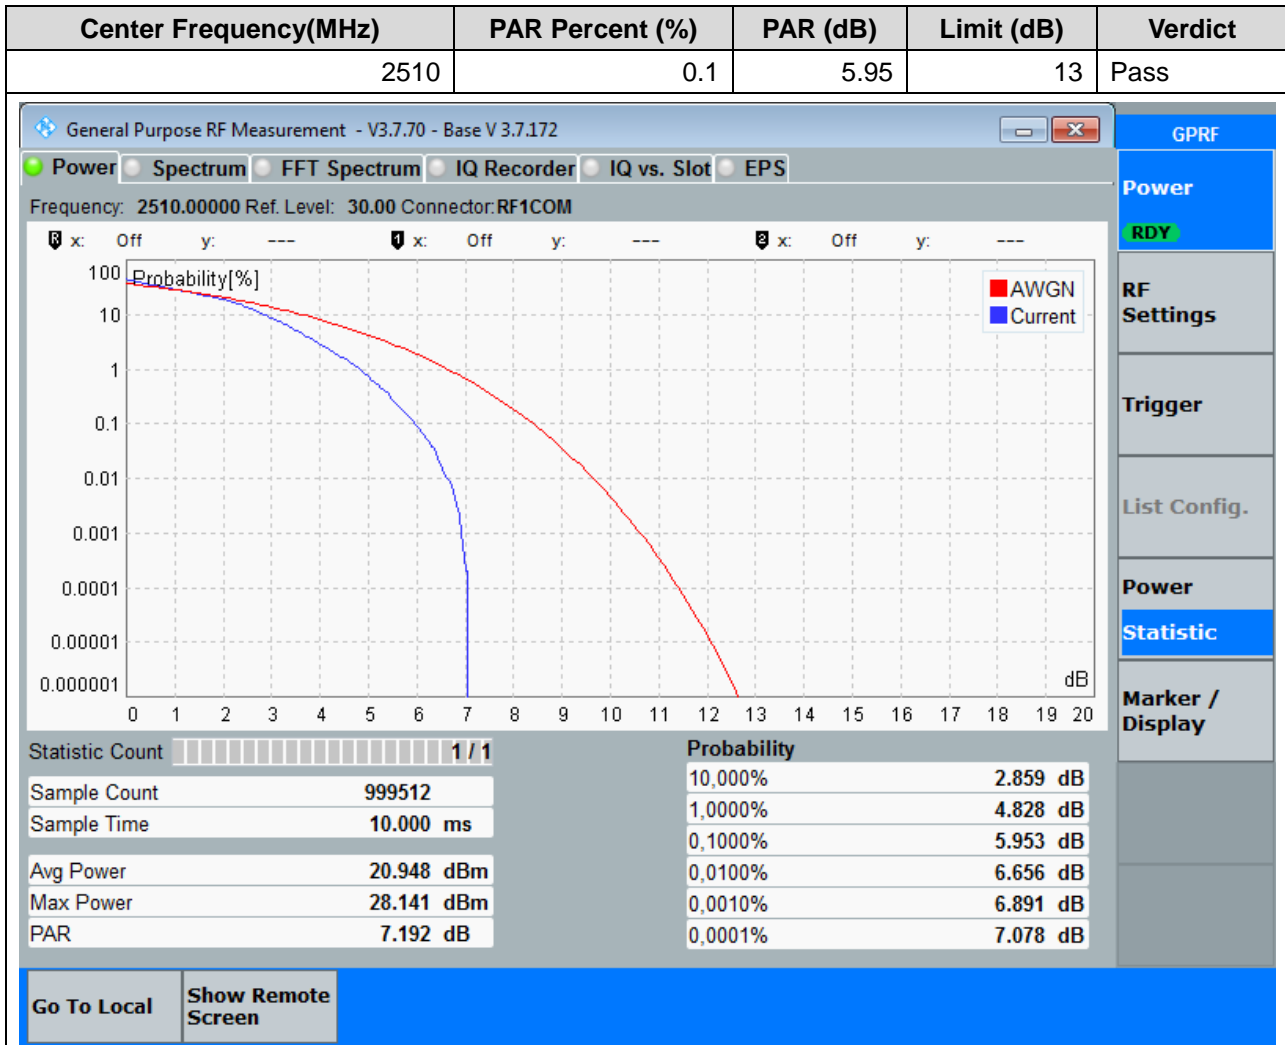 Center Frequency(MHz) PAR Percent (%) PAR (dB) Limit (dB) Verdict
2510 0.1 5.95 13 Pass
General Purpose RF Measurement - V3.7.70 - Base V 3.7.172
GPRF
Power Spectrum FFT Spectrum IQ Recorder IQ vs. Slot EPS
Frequency: 2510.00000 Ref. Level: 30.00 Connector: RF1COM
R x: Off y: --- 1 x: Off y: --- 2 x: Off y: ---
Probability[%]
AWGN
Current
100
10
1
0.1
0.01
0.001
0.0001
0.00001
0.000001
dB
0 1 2 3 4 5 6 7 8 9 10 11 12 13 14 15 16 17 18 19 20
Statistic Count 1 / 1
Sample Count 999512
Sample Time 10.000 ms
Avg Power 20.948 dBm
Max Power 28.141 dBm
PAR 7.192 dB
Probability
10,000% 2.859 dB
1,0000% 4.828 dB
0,1000% 5.953 dB
0,0100% 6.656 dB
0,0010% 6.891 dB
0,0001% 7.078 dB
Power
RDY
RF
Settings
Trigger
List Config.
Power
Statistic
Marker /
Display
Go To Local
Show Remote
Screen